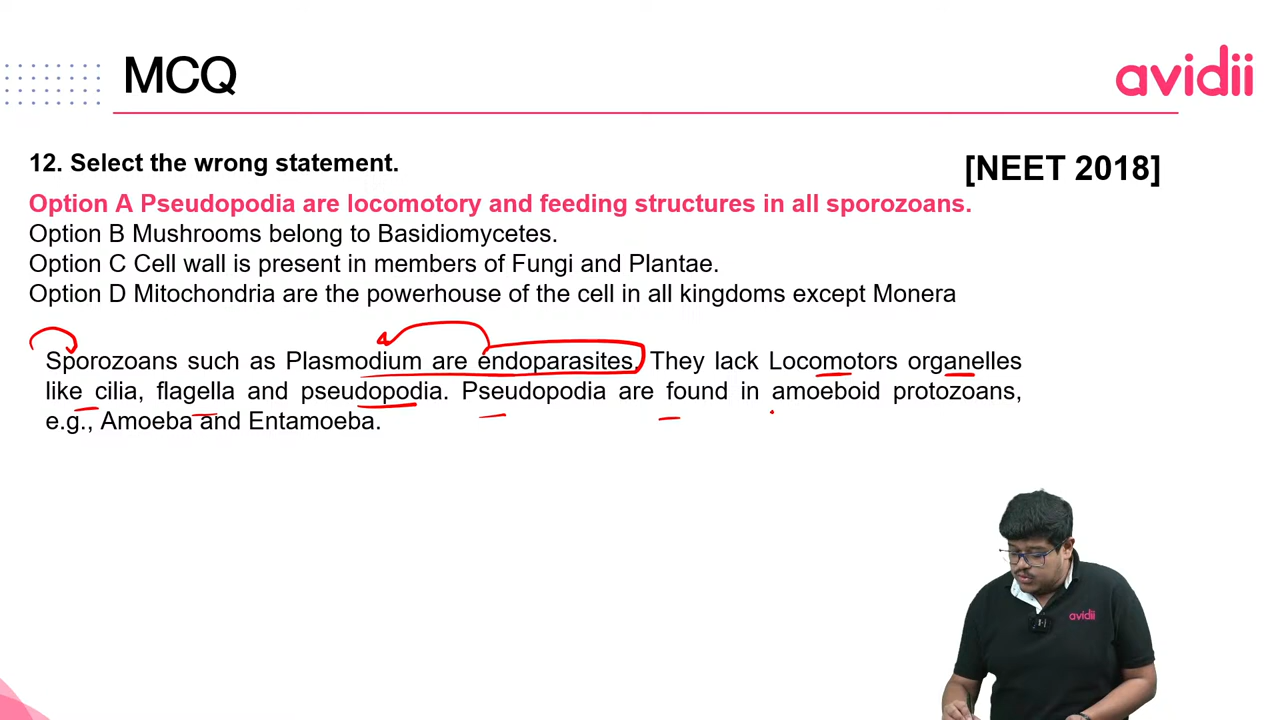 MCQ
avidii
12. Select the wrong statement.
[NEET 2018]
Option A Pseudopodia are locomotory and feeding structures in all sporozoans.
Option B Mushrooms belong to Basidiomycetes.
Option C Cell wall is present in members of Fungi and Plantae.
Option D Mitochondria are the powerhouse of the cell in all kingdoms except Monera
Sporozoans such as Plasmodium are endoparasites. They lack Locomotors organelles
like cilia, flagella and pseudopodia. Pseudopodia are found in amoeboid protozoans,
e.g., Amoeba and Entamoeba.
avidii